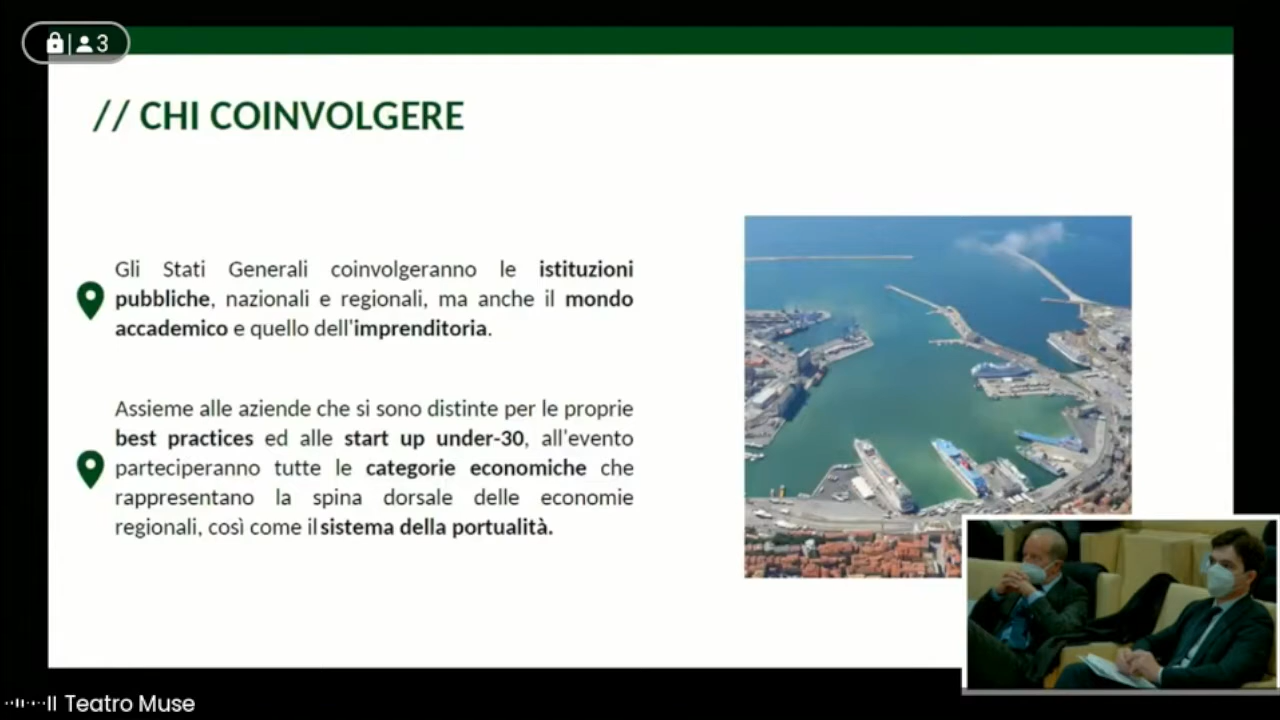 3
// CHI COINVOLGERE
Gli Stati Generali coinvolgeranno le istituzioni
pubbliche, nazionali e regionali, ma anche il mondo
accademico e quello dell'imprenditoria.
Assieme alle aziende che si sono distinte per le proprie
best practices ed alle start up under-30, all'evento
parteciperanno tutte le categorie economiche che
rappresentano la spina dorsale delle economie
regionali, così come il sistema della portualità.
Teatro Muse